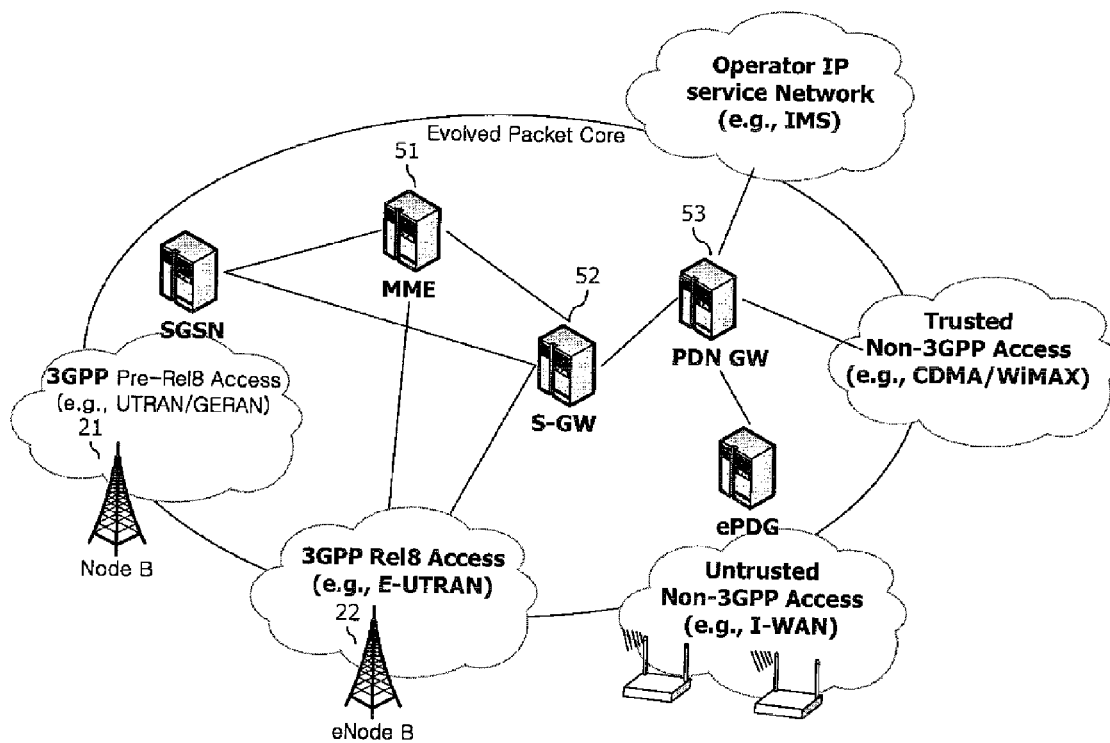 Operator IP
service Network
(e.g., IMS)
Evolved Packet Core
51
MME
SGSN
53
PDN GW
52
S-GW
Trusted
Non-3GPP Access
(e.g., CDMA/WiMAX)
3GPP Pre-Rel8 Access
(e.g., UTRAN/GERAN)
21
Node B
ePDG
3GPP Rel8 Access
(e.g., E-UTRAN)
22
eNode B
Untrusted
Non-3GPP Access
(e.g., I-WAN)